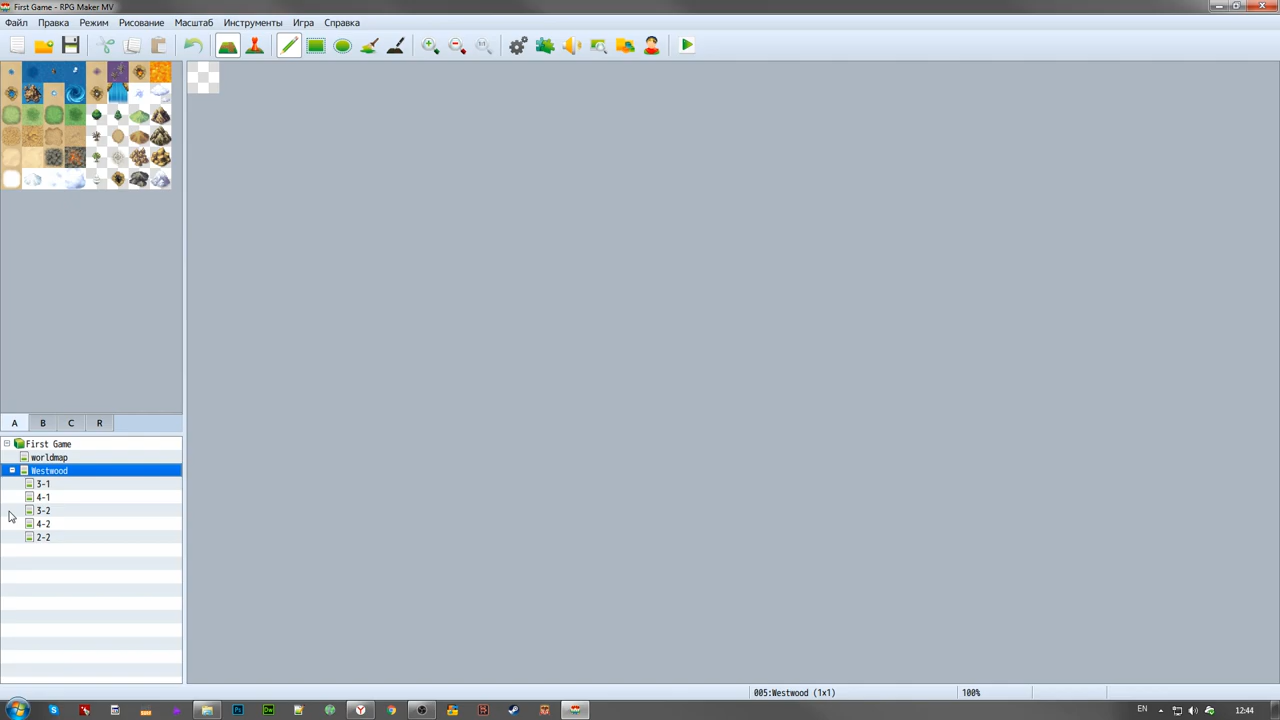 First Game - RPG Maker MV
Файл Правка Режим Рисование Масштаб Инструменты Игра Справка
A B C R
First Game
worldmap
Westwood
3-1
4-1
3-2
4-2
2-2
005:Westwood (1x1) 100%
EN 12:44